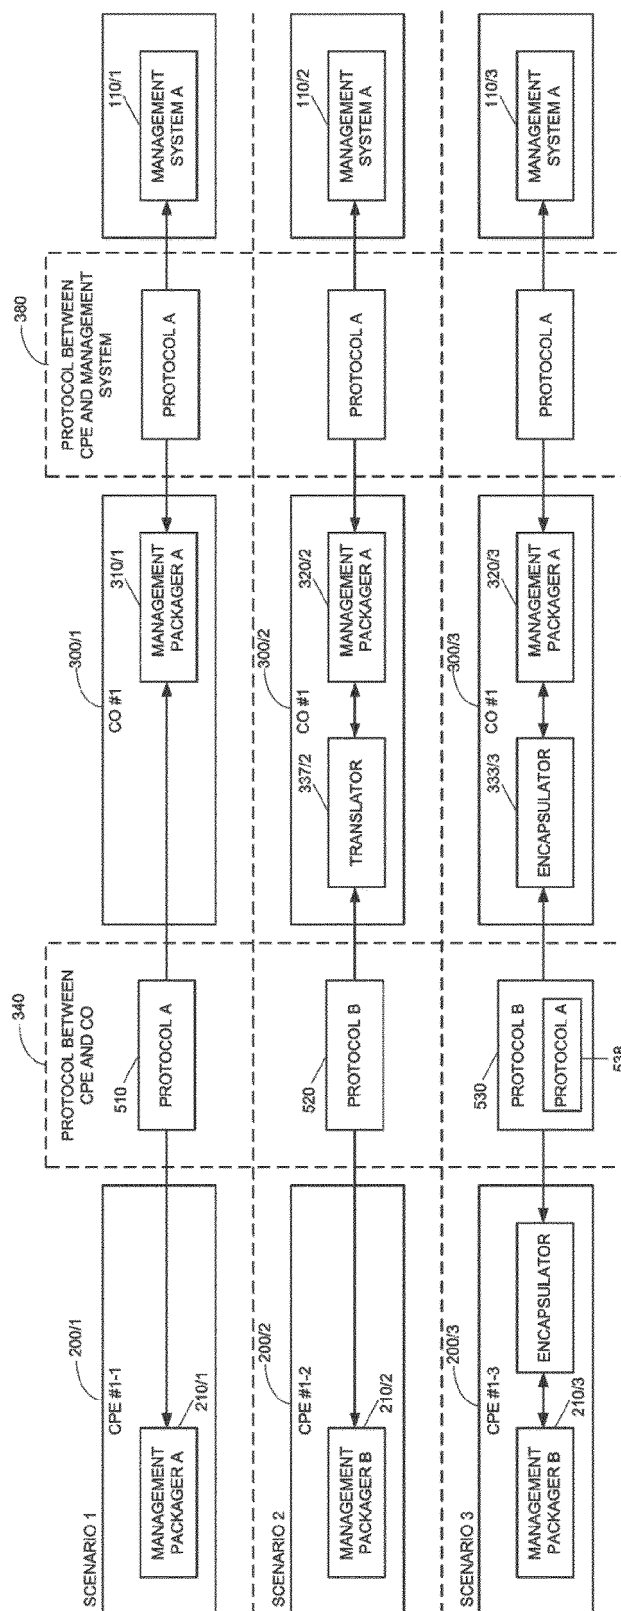 340
PROTOCOL BETWEEN
CPE AND CO
380
PROTOCOL BETWEEN
CPE AND MANAGEMENT
SYSTEM
SCENARIO 1
200/1
CPE #1-1
MANAGEMENT
PACKAGER A
210/1
510
PROTOCOL A
300/1
CO #1
310/1
MANAGEMENT
PACKAGER A
PROTOCOL A
110/1
MANAGEMENT
SYSTEM A
SCENARIO 2
200/2
CPE #1-2
MANAGEMENT
PACKAGER B
210/2
520
PROTOCOL B
300/2
CO #1
337/2
TRANSLATOR
320/2
MANAGEMENT
PACKAGER A
PROTOCOL A
110/2
MANAGEMENT
SYSTEM A
SCENARIO 3
200/3
CPE #1-3
MANAGEMENT
PACKAGER B
210/3
ENCAPSULATOR
530
PROTOCOL B
PROTOCOL A
300/3
CO #1
333/3
ENCAPSULATOR
320/3
MANAGEMENT
PACKAGER A
PROTOCOL A
110/3
MANAGEMENT
SYSTEM A